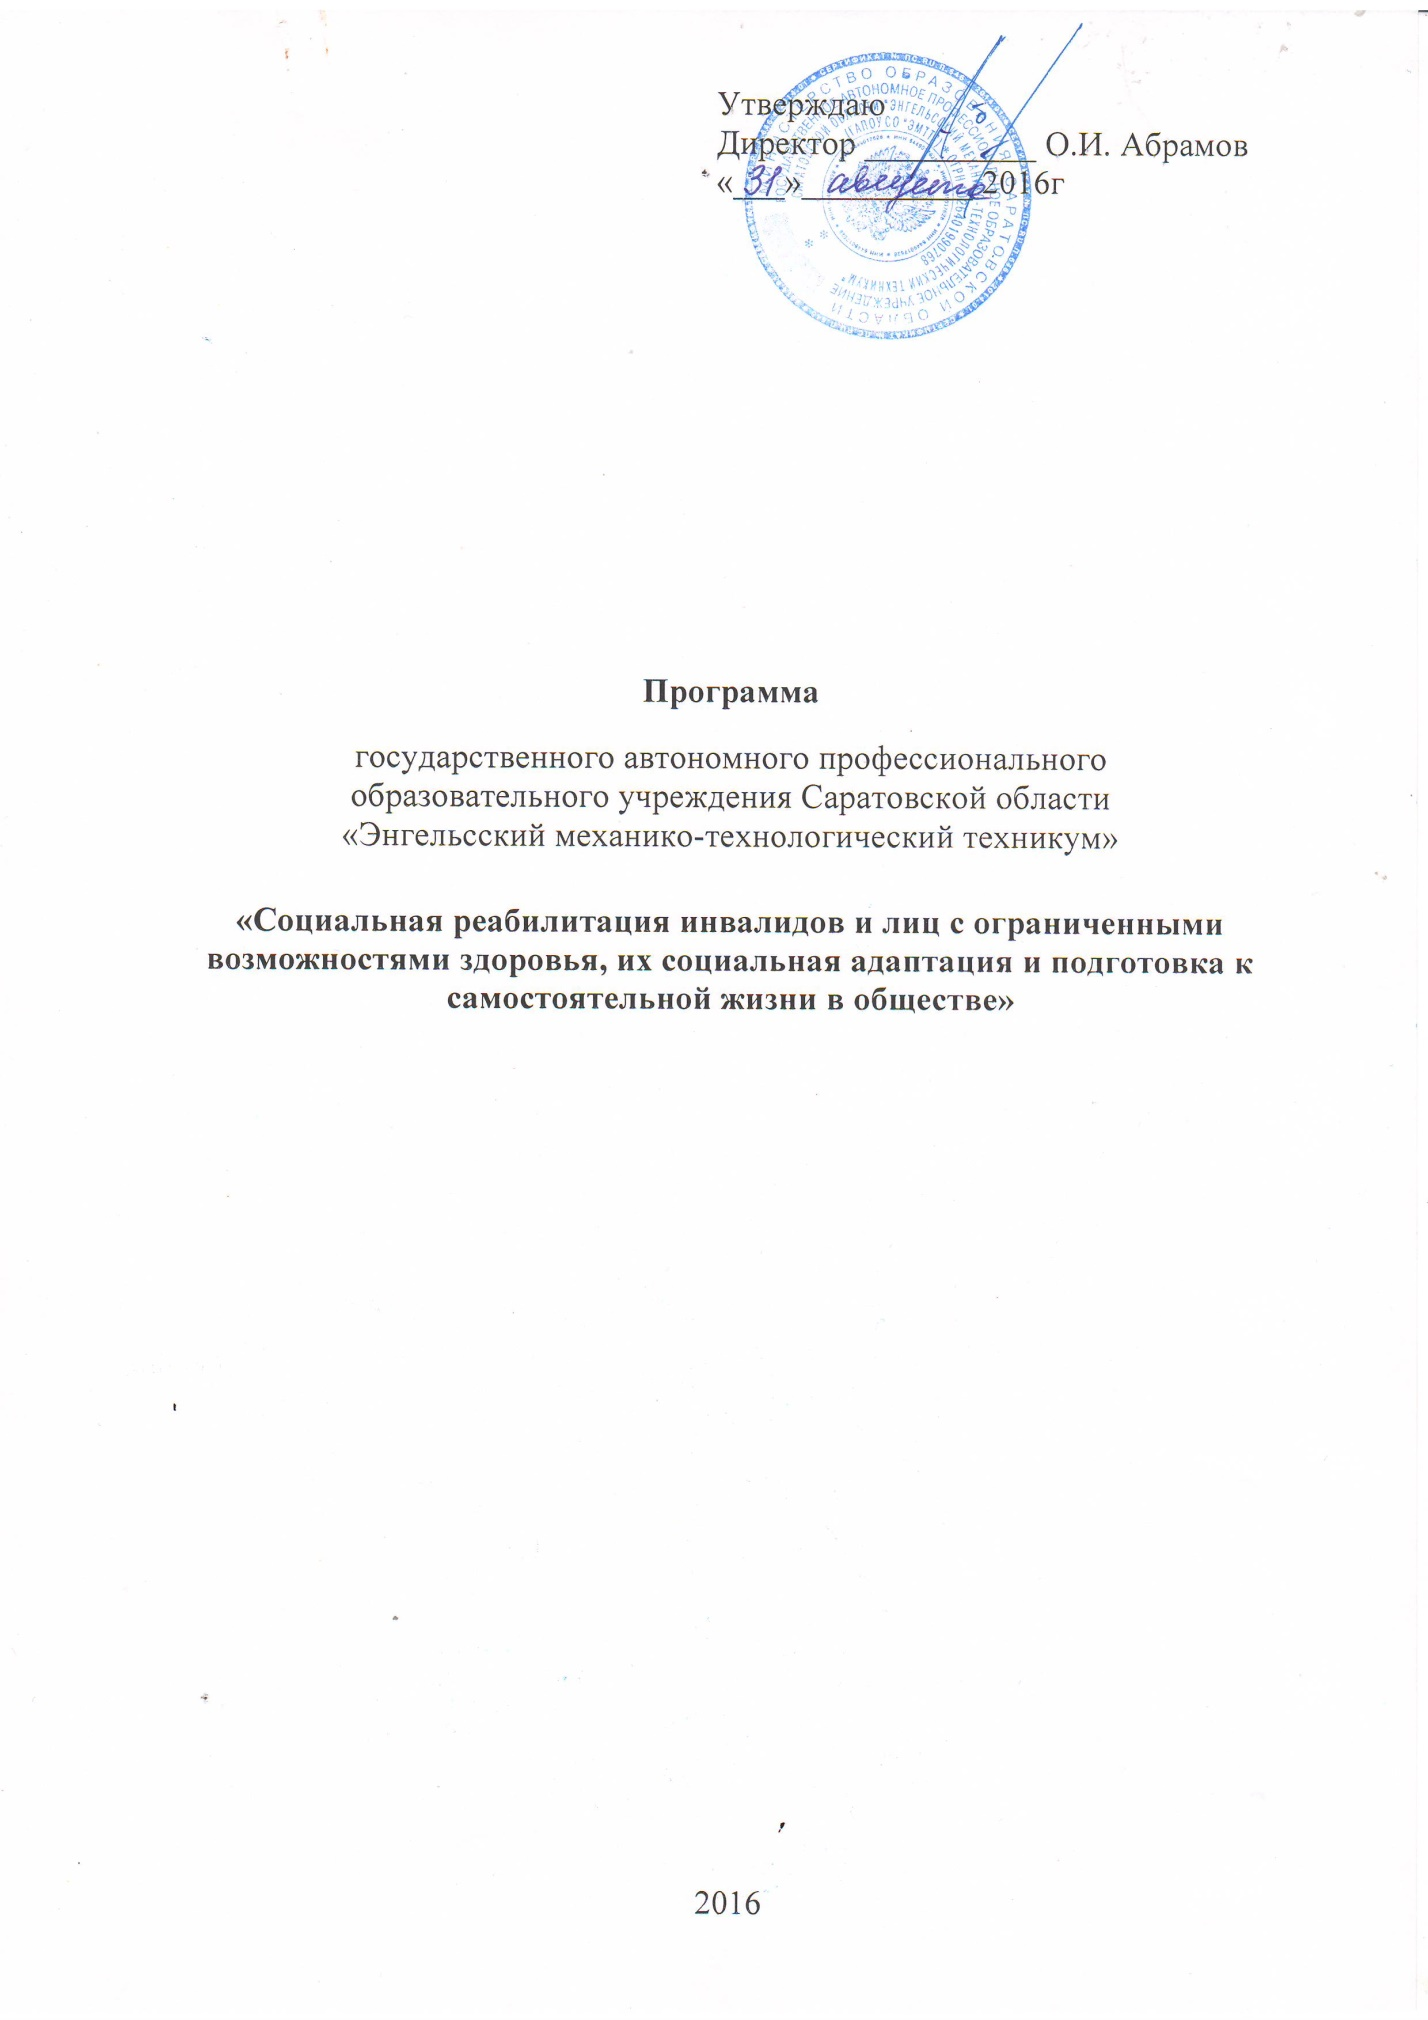 Утверждаю
Директор __________ О.И. Абрамов
«31» августа 2016г
Программа
государственного автономного профессионального
образовательного учреждения Саратовской области
«Энгельсский механико-технологический техникум»
«Социальная реабилитация инвалидов и лиц с ограниченными
возможностями здоровья, их социальная адаптация и подготовка к
самостоятельной жизни в обществе»
2016